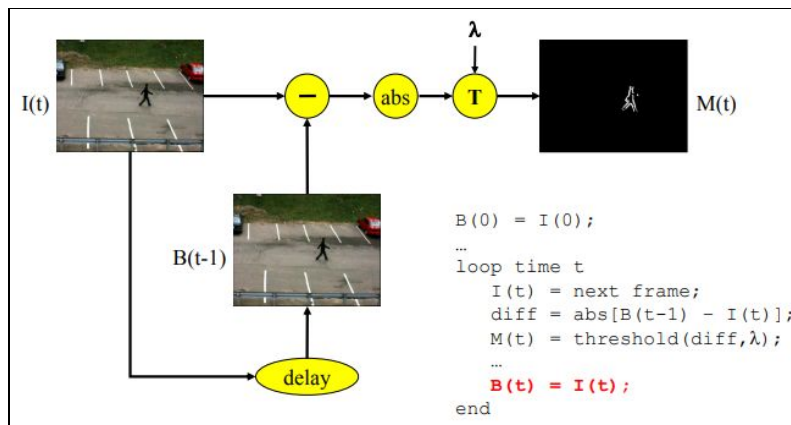 λ
I(t)
−
abs
T
M(t)
B(t-1)
delay
B(0) = I(0);
…
loop time t
I(t) = next frame;
diff = abs[B(t-1) – I(t)];
M(t) = threshold(diff,λ);
…
B(t) = I(t);
end